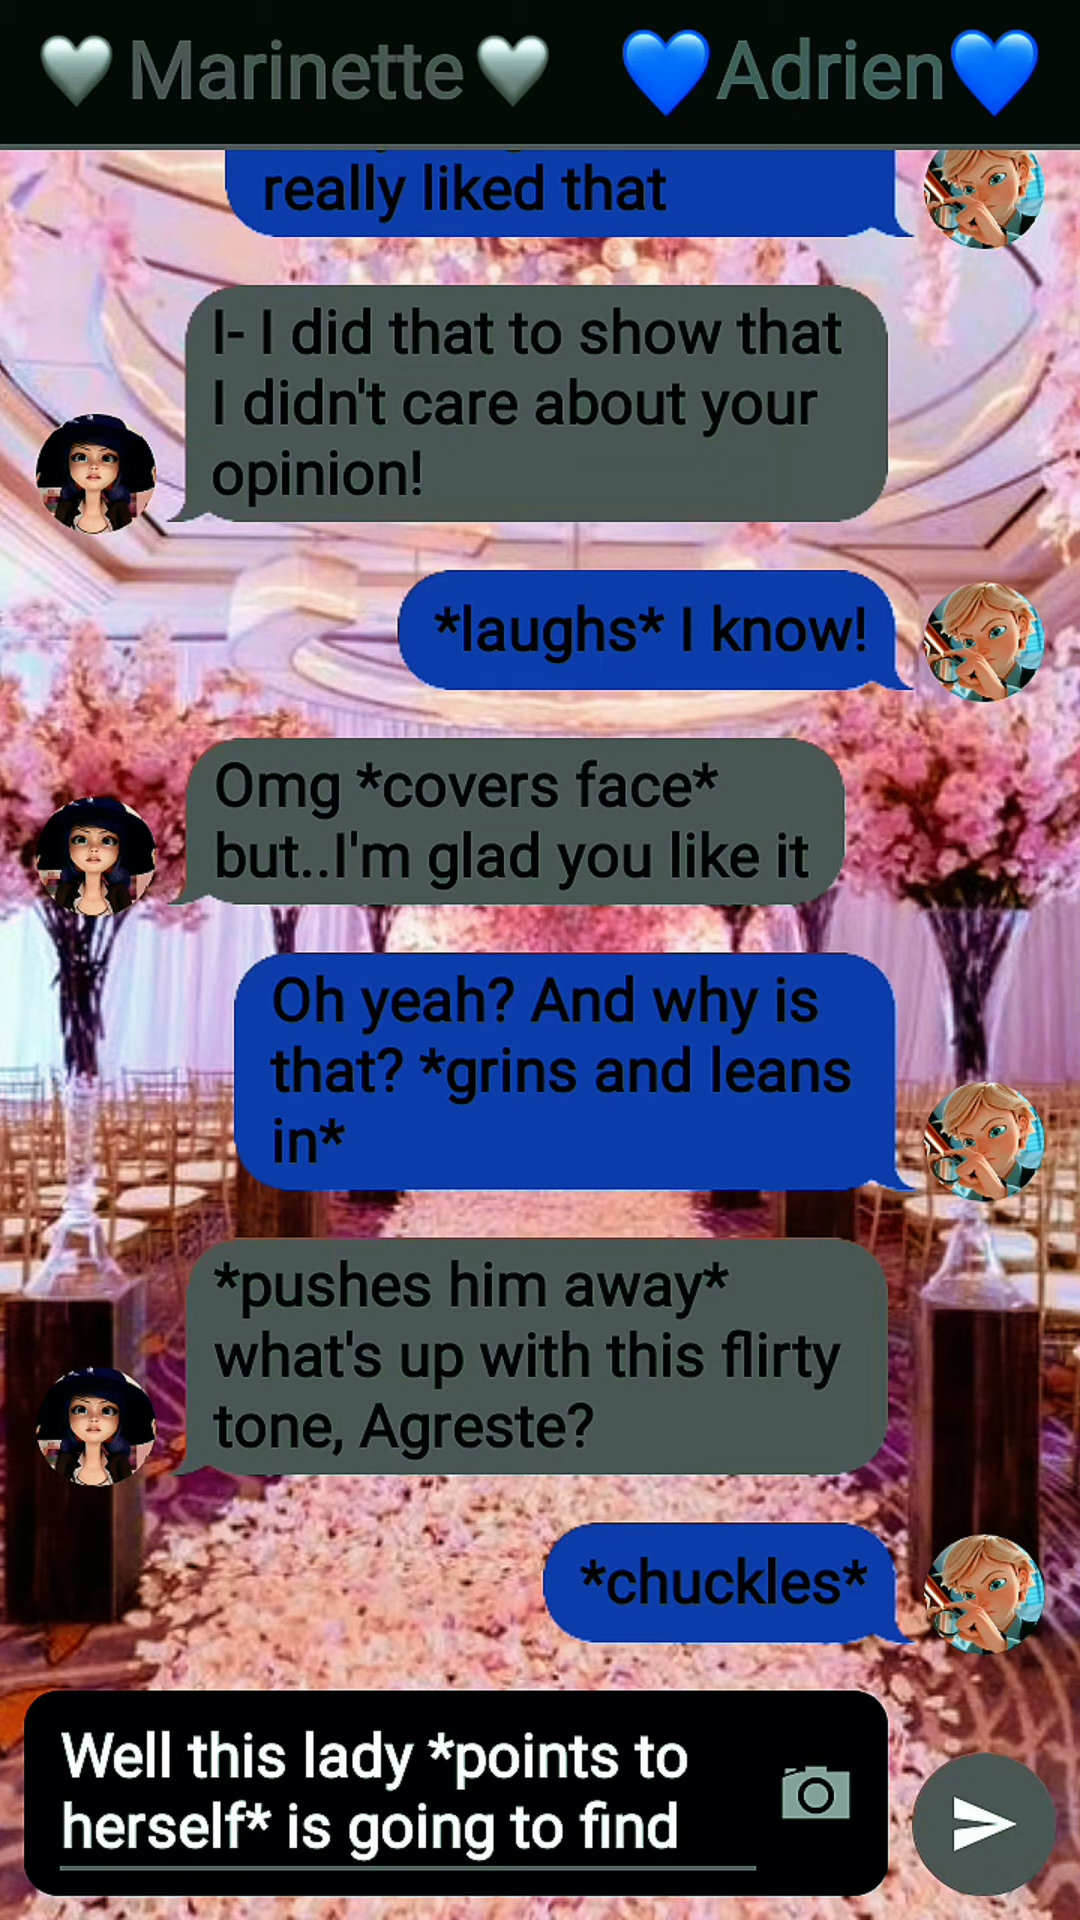 🤍Marinette🤍 💙Adrien💙
really liked that
I- I did that to show that
I didn't care about your
opinion!
*laughs* I know!
Omg *covers face*
but..I'm glad you like it
Oh yeah? And why is
that? *grins and leans
in*
*pushes him away*
what's up with this flirty
tone, Agreste?
*chuckles*
Well this lady *points to
herself* is going to find